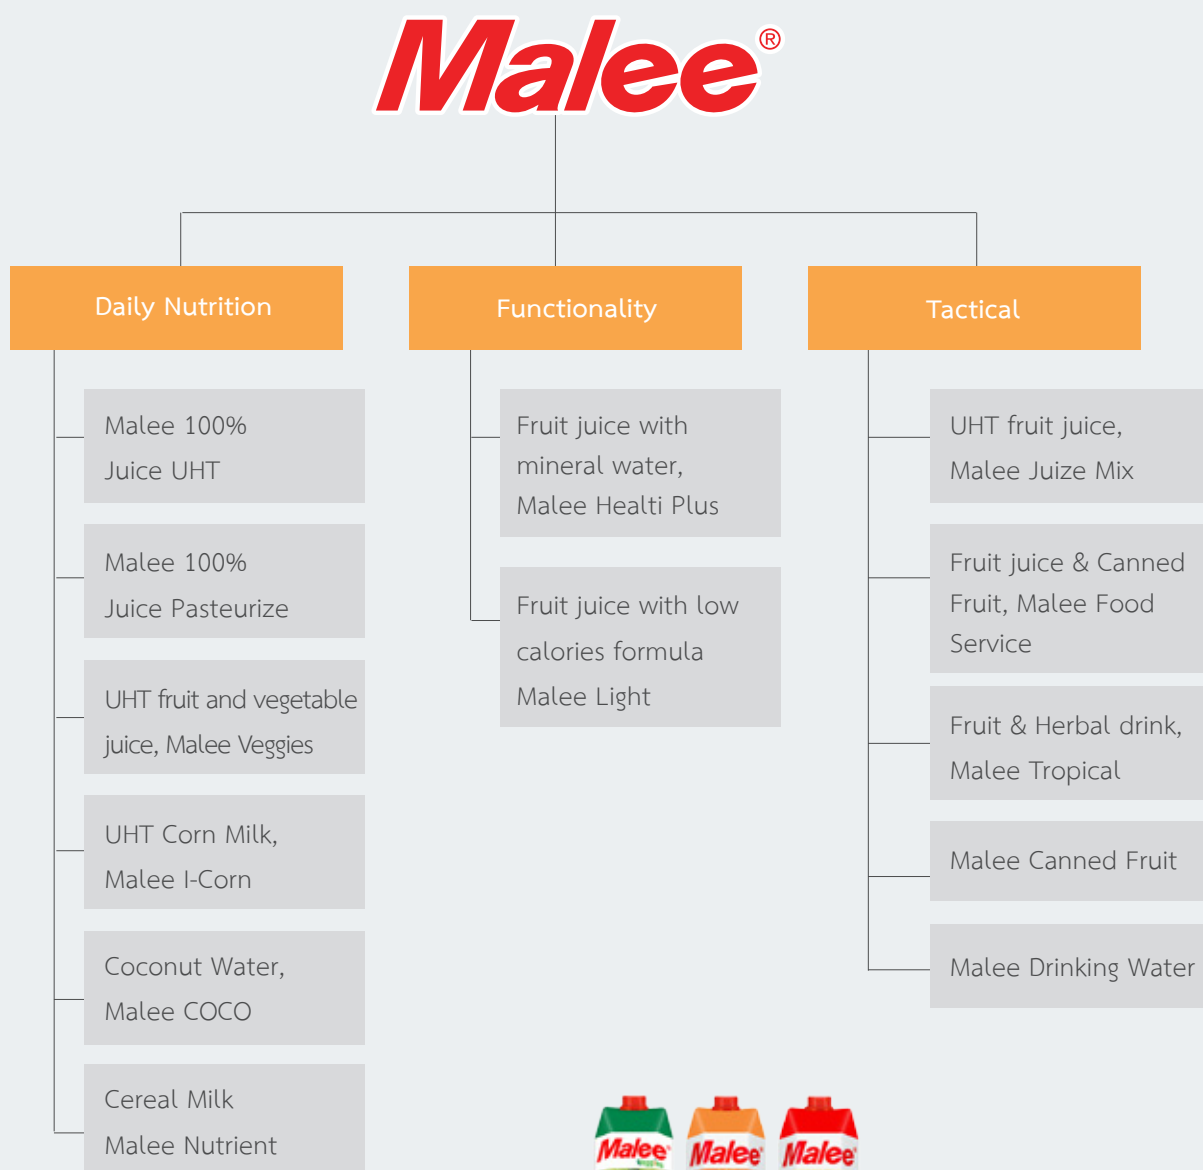 Malee®
Daily Nutrition
Malee 100%
Juice UHT
Malee 100%
Juice Pasteurize
UHT fruit and vegetable
juice, Malee Veggies
UHT Corn Milk,
Malee I-Corn
Coconut Water,
Malee COCO
Cereal Milk
Malee Nutrient
Functionality
Fruit juice with
mineral water,
Malee Healti Plus
Fruit juice with low
calories formula
Malee Light
Tactical
UHT fruit juice,
Malee Juize Mix
Fruit juice & Canned
Fruit, Malee Food
Service
Fruit & Herbal drink,
Malee Tropical
Malee Canned Fruit
Malee Drinking Water
Malee
Veggies
Malee
Malee